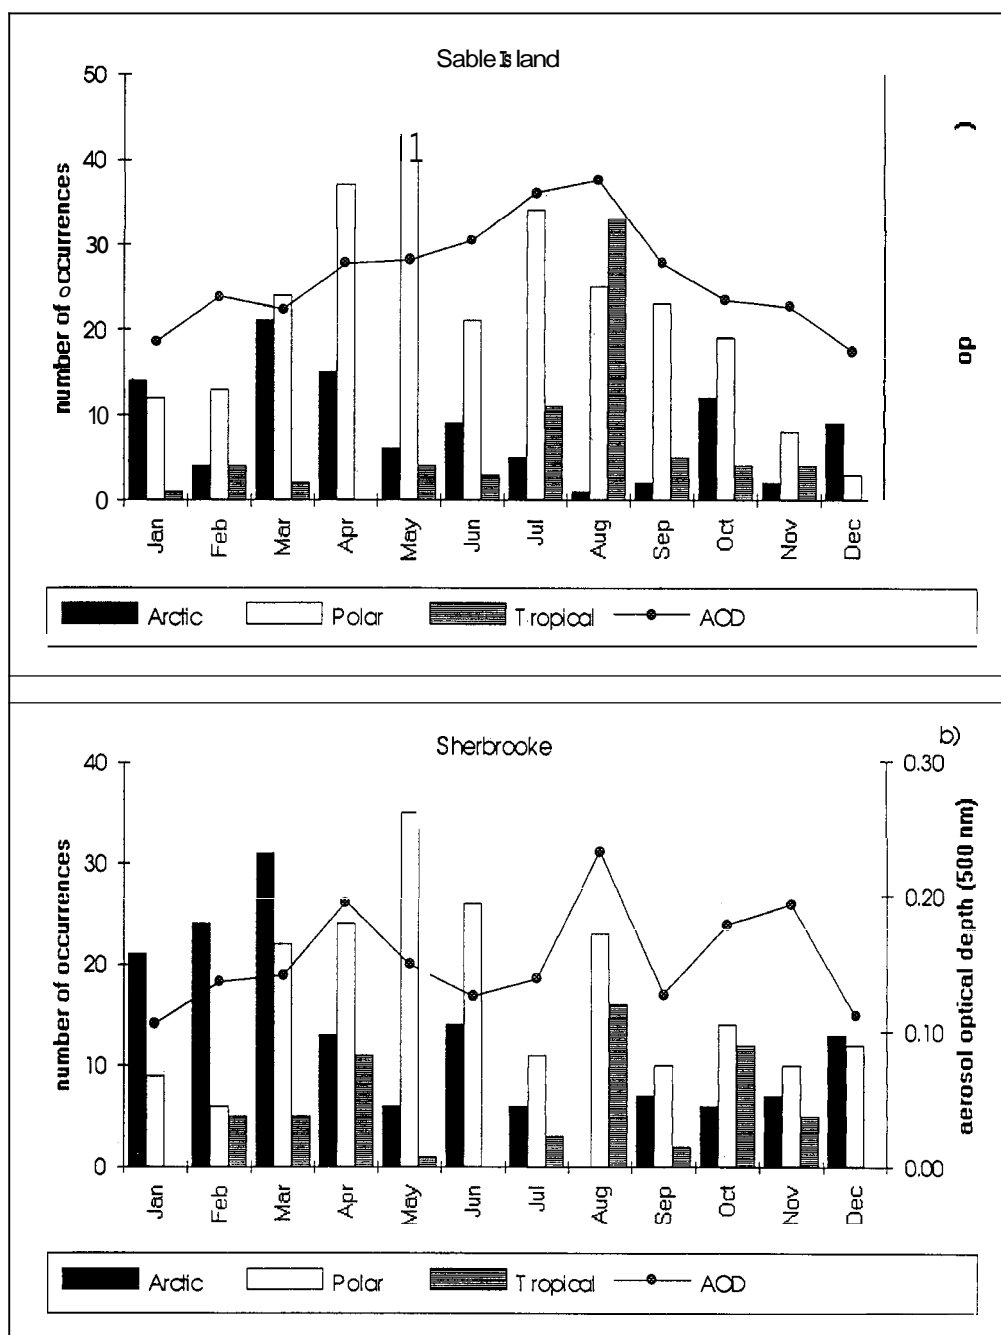 Sable Island
)
number of occurrences
50
40
30
20
10
0
1
op
Jan Feb Mar Apr May Jun Jul Aug Sep Oct Nov Dec
Arctic Polar Tropical AOD
b)
Sherbrooke
number of occurrences
40
30
20
10
0
0.30
0.20
0.10
0.00
aerosol optical depth (500 nm)
Jan Feb Mar Apr May Jun Jul Aug Sep Oct Nov Dec
Arctic Polar Tropical AOD